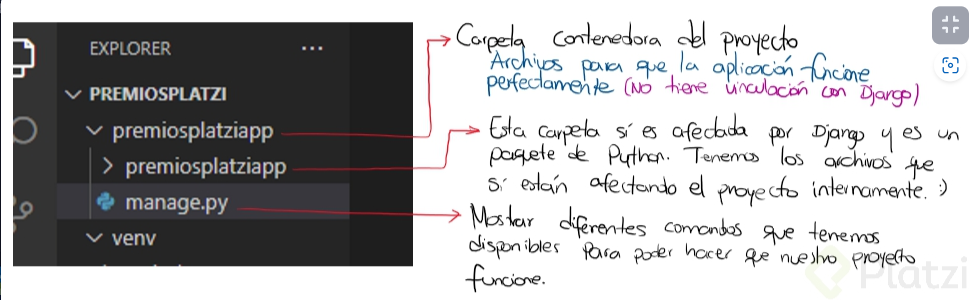 EXPLORER ...
PREMIOSPLATZI
premiosplatziapp
premiosplatziapp
manage.py
venv
Carpeta contenedora del proyecto
Archivos para que la aplicación funcione
perfectamente (No tiene vinculación con Django)
Esta carpeta sí es afectada por Django y es un
paquete de Python. Tenemos los archivos que
sí están afectando el proyecto internamente. :)
Mostrar diferentes comandos que tenemos
disponibles para poder hacer que nuestro proyecto
funcione.
Platzi